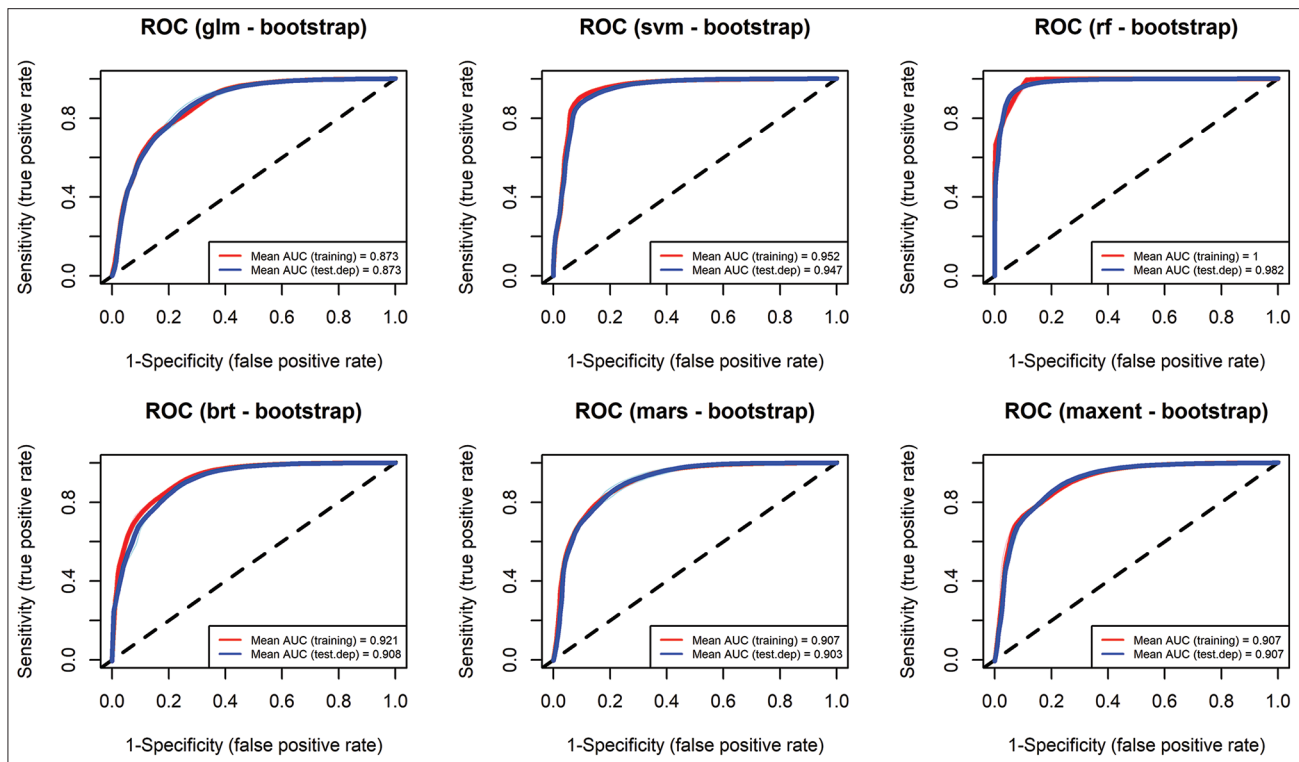 ROC (glm - bootstrap)
Sensitivity (true positive rate)
0.0 0.4 0.8
Mean AUC (training) = 0.873
Mean AUC (test.dep) = 0.873
0.0 0.2 0.4 0.6 0.8 1.0
1-Specificity (false positive rate)
ROC (svm - bootstrap)
Sensitivity (true positive rate)
0.0 0.4 0.8
Mean AUC (training) = 0.952
Mean AUC (test.dep) = 0.947
0.0 0.2 0.4 0.6 0.8 1.0
1-Specificity (false positive rate)
ROC (rf - bootstrap)
Sensitivity (true positive rate)
0.0 0.4 0.8
Mean AUC (training) = 1
Mean AUC (test.dep) = 0.982
0.0 0.2 0.4 0.6 0.8 1.0
1-Specificity (false positive rate)
ROC (brt - bootstrap)
Sensitivity (true positive rate)
0.0 0.4 0.8
Mean AUC (training) = 0.921
Mean AUC (test.dep) = 0.908
0.0 0.2 0.4 0.6 0.8 1.0
1-Specificity (false positive rate)
ROC (mars - bootstrap)
Sensitivity (true positive rate)
0.0 0.4 0.8
Mean AUC (training) = 0.907
Mean AUC (test.dep) = 0.903
0.0 0.2 0.4 0.6 0.8 1.0
1-Specificity (false positive rate)
ROC (maxent - bootstrap)
Sensitivity (true positive rate)
0.0 0.4 0.8
Mean AUC (training) = 0.907
Mean AUC (test.dep) = 0.907
0.0 0.2 0.4 0.6 0.8 1.0
1-Specificity (false positive rate)